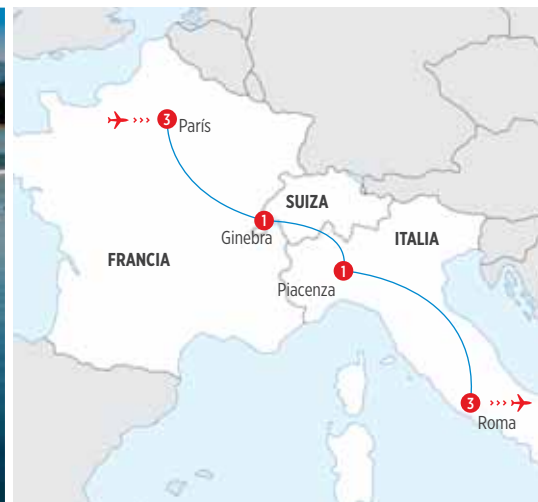 3
París
SUIZA
1
Ginebra
ITALIA
FRANCIA
1
Piacenza
3
Roma